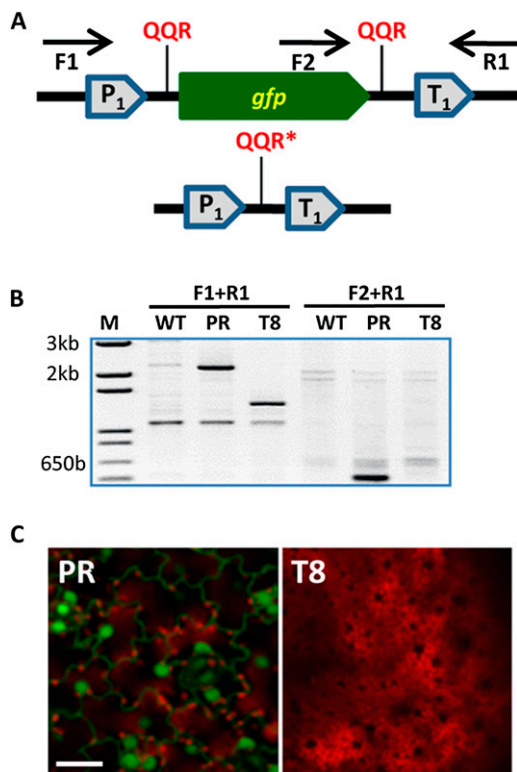 A
F1 QQR F2 QQR R1
P1 gfp T1
QQR*
P1 T1
B
F1+R1 F2+R1
M WT PR T8 WT PR T8
3kb
2kb
650b
C
PR T8